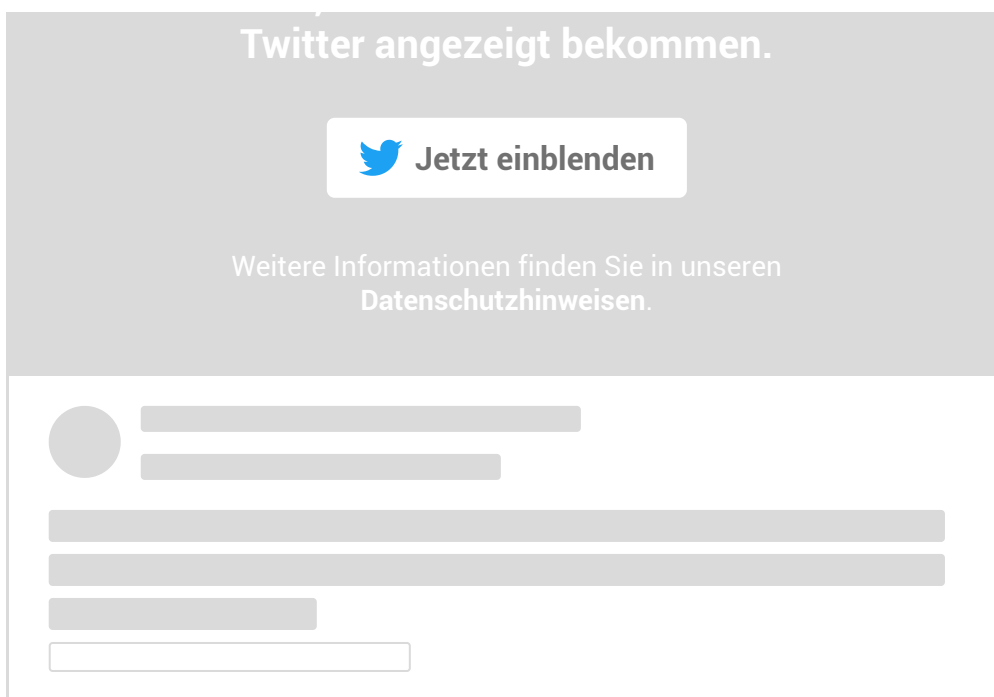 Twitter angezeigt bekommen.
Jetzt einblenden
Weitere Informationen finden Sie in unseren
Datenschutzhinweisen.